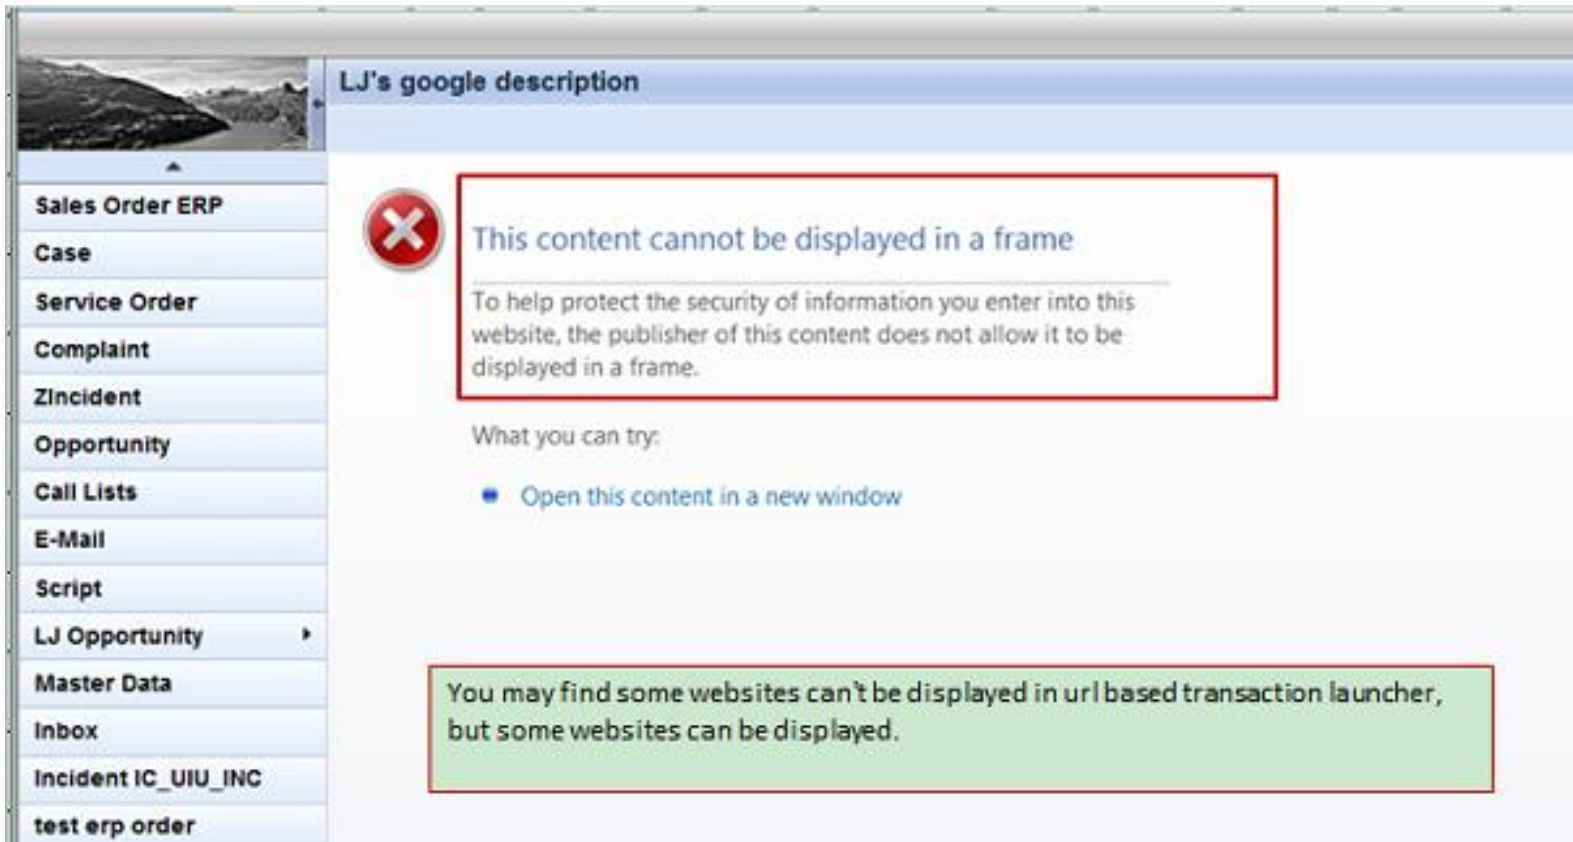 LJ's google description
Sales Order ERP
Case
Service Order
Complaint
ZIncident
Opportunity
Call Lists
E-Mail
Script
LJ Opportunity
Master Data
Inbox
Incident IC_UIU_INC
test erp order
This content cannot be displayed in a frame
To help protect the security of information you enter into this
website, the publisher of this content does not allow it to be
displayed in a frame.
What you can try:
Open this content in a new window
You may find some websites can't be displayed in url based transaction launcher,
but some websites can be displayed.